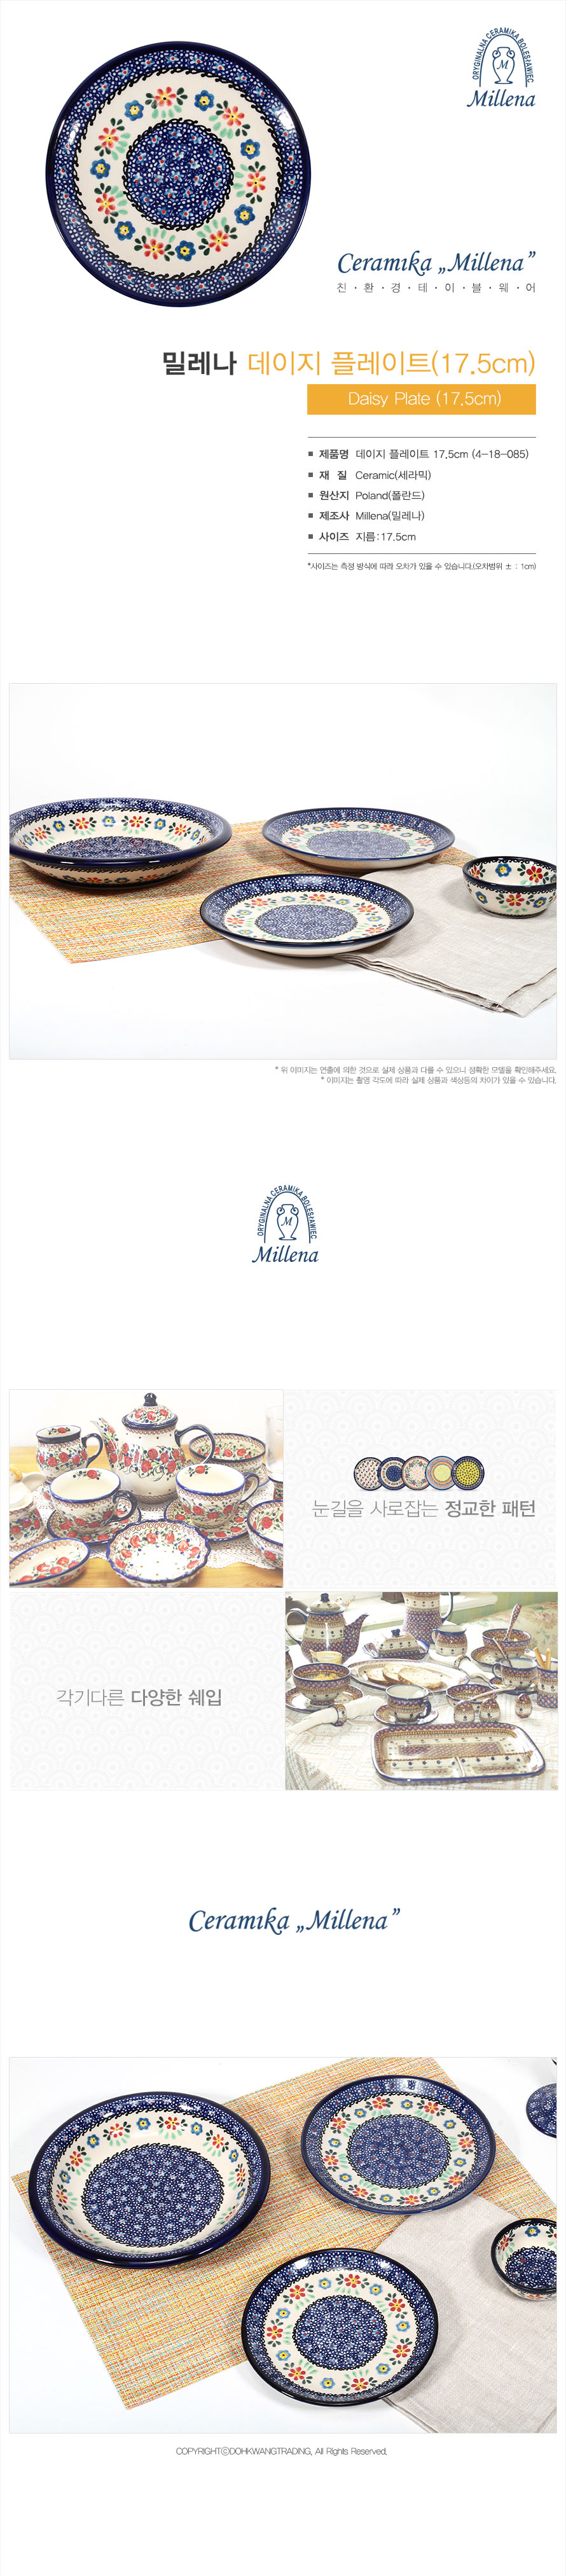 ORYGINALNA CERAMIKA BOLESŁAWIEC
M
Millena
Ceramika „Millena”
친・환・경・테・이・블・웨・어
밀레나 데이지 플레이트(17.5cm)
Daisy Plate (17.5cm)
■ 제품명 데이지 플레이트 17.5cm (4-18-085)
■ 재 질 Ceramic(세라믹)
■ 원산지 Poland(폴란드)
■ 제조사 Millena(밀레나)
■ 사이즈 지름:17.5cm
*사이즈는 측정 방식에 따라 오차가 있을 수 있습니다.(오차범위 ± : 1cm)
* 위 이미지는 연출에 의한 것으로 실제 상품과 다를 수 있으니 정확한 모델을 확인해주세요.
* 이미지는 촬영 각도에 따라 실제 상품과 색상등의 차이가 있을 수 있습니다.
ORYGINALNA CERAMIKA BOLESŁAWIEC
M
Millena
눈길을 사로잡는 정교한 패턴
각기다른 다양한 쉐입
Ceramika „Millena”
COPYRIGHTⓒDOHKWANGTRADING, All Rights Reserved.